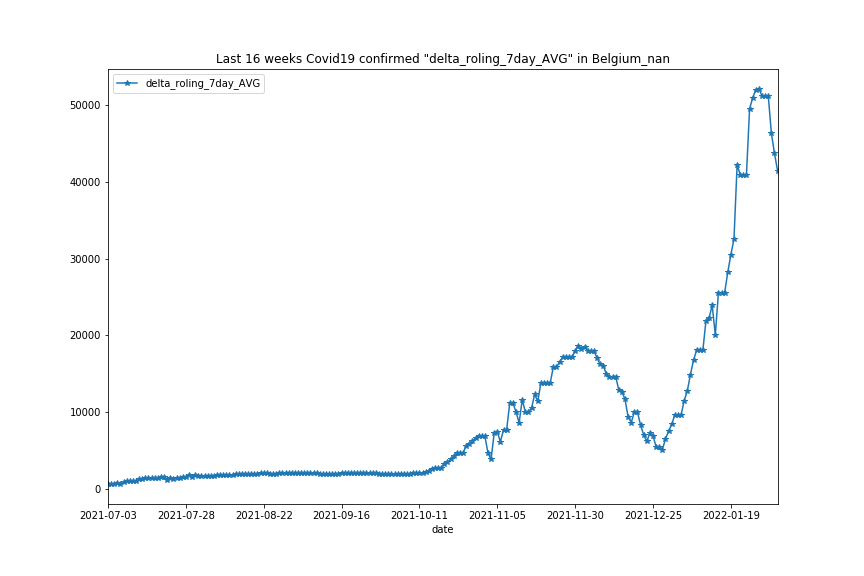 Last 16 weeks Covid19 confirmed "delta_roling_7day_AVG" in Belgium_nan
delta_roling_7day_AVG
50000
40000
30000
20000
10000
0
2021-07-03 2021-07-28 2021-08-22 2021-09-16 2021-10-11 2021-11-05 2021-11-30 2021-12-25 2022-01-19
date